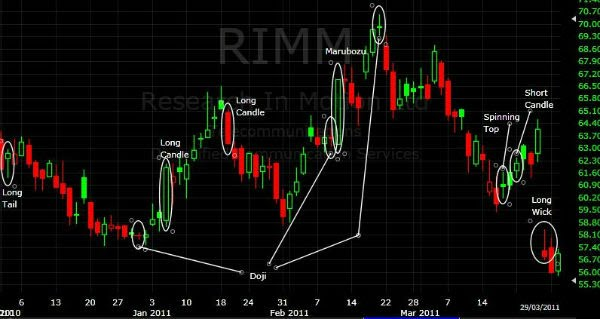 70.70
70.00
69.30
68.60
67.90
67.20
66.50
65.80
65.10
64.40
63.70
63.00
62.30
61.60
60.90
60.20
59.50
58.80
58.10
57.40
56.70
56.00
55.30
RIMM
Research In Motion
Services
Marubozu
Long
Candle
Short
Candle
Spinning
Top
Long
Candle
Long
Tail
Long
Wick
Doji
6 13 20 27 3 11 18 24 31 7 14 22 28 7 14
2010 Jan 2011 Feb 2011 Mar 2011 29/03/2011